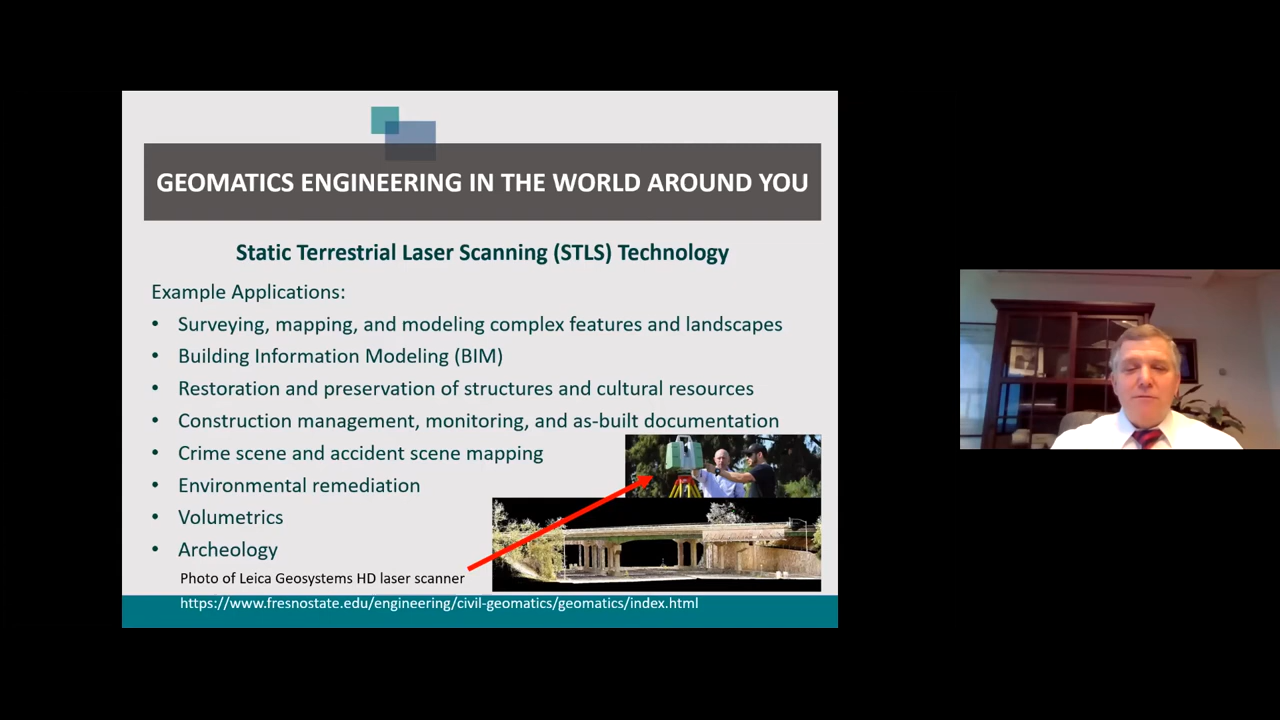 GEOMATICS ENGINEERING IN THE WORLD AROUND YOU
Static Terrestrial Laser Scanning (STLS) Technology
Example Applications:
• Surveying, mapping, and modeling complex features and landscapes
• Building Information Modeling (BIM)
• Restoration and preservation of structures and cultural resources
• Construction management, monitoring, and as-built documentation
• Crime scene and accident scene mapping
• Environmental remediation
• Volumetrics
• Archeology
Photo of Leica Geosystems HD laser scanner
https://www.fresnostate.edu/engineering/civil-geomatics/geomatics/index.html